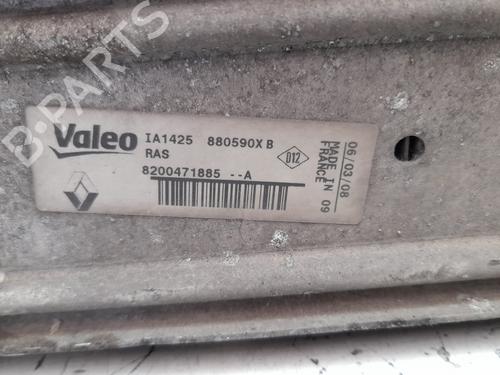 Valeo
IA1425 880590X B
RAS
8200471885 --A
D12
06/03/08
MADE IN 09
FRANCE
B-PARTS